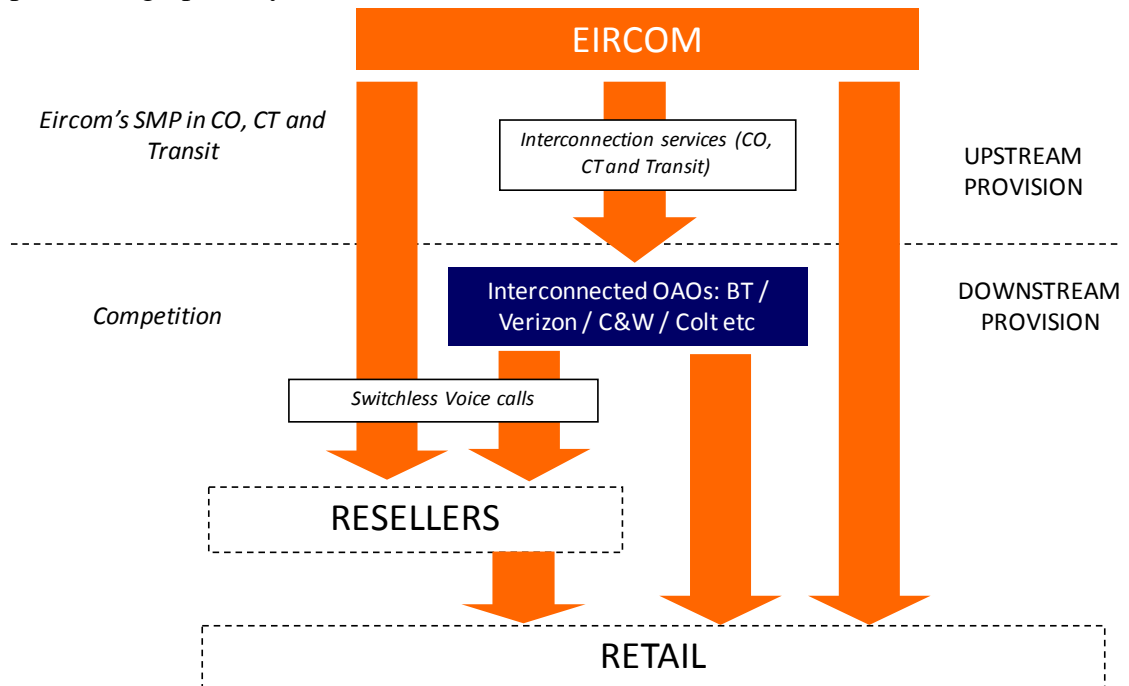 EIRCOM
Eircom's SMP in CO, CT and
Transit
Interconnection services (CO,
CT and Transit)
UPSTREAM
PROVISION
Interconnected OAOs: BT /
Verizon / C&W / Colt etc
DOWNSTREAM
PROVISION
Competition
Switchless Voice calls
RESELLERS
RETAIL